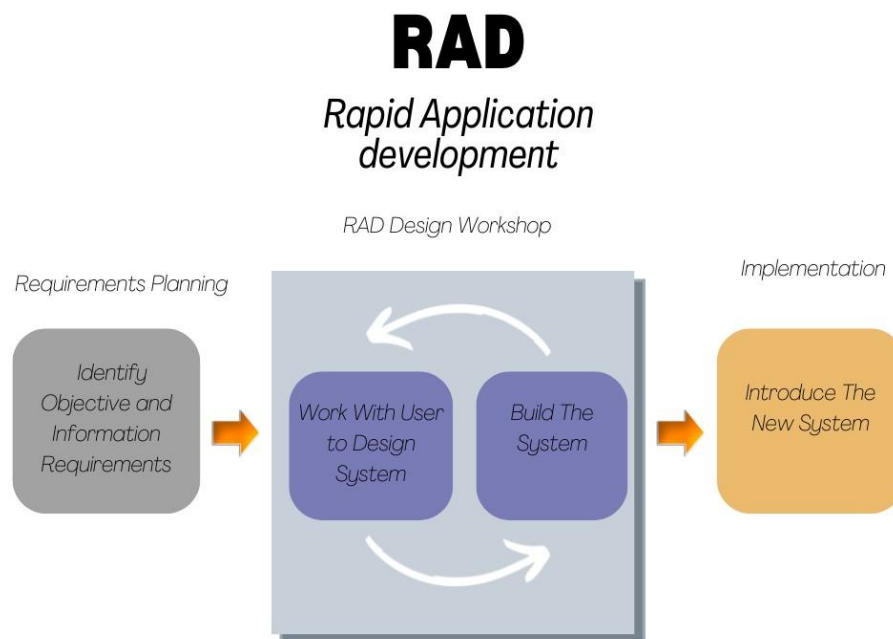 RAD
Rapid Application
development
RAD Design Workshop
Requirements Planning
Implementation
Identify
Objective and
Information
Requirements
Work With User
to Design
System
Build The
System
Introduce The
New System